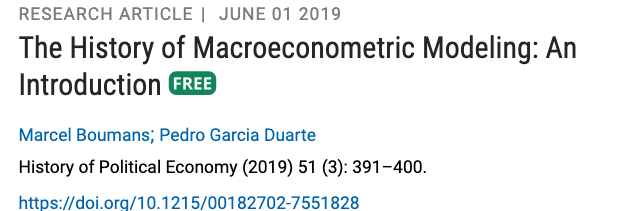 RESEARCH ARTICLE | JUNE 01 2019
The History of Macroeconometric Modeling: An
Introduction FREE
Marcel Boumans; Pedro Garcia Duarte
History of Political Economy (2019) 51 (3): 391–400.
https://doi.org/10.1215/00182702-7551828